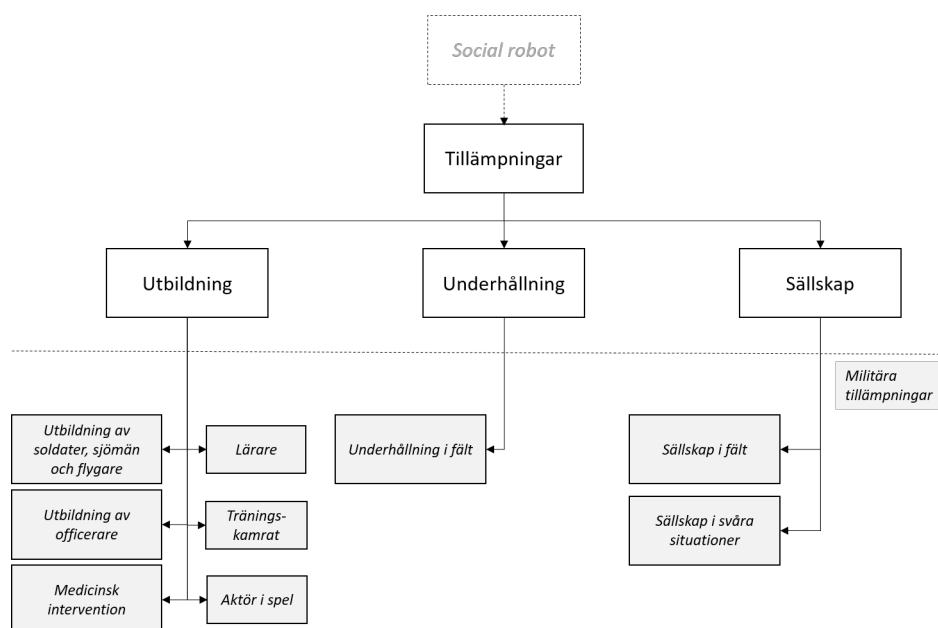 Social robot
Tillämpningar
Utbildning
Underhållning
Sällskap
Militära
tillämpningar
Utbildning av
soldater, sjömän
och flygare
Lärare
Underhållning i fält
Sällskap i fält
Utbildning av
officerare
Tränings-
kamrat
Sällskap i svåra
situationer
Medicinsk
intervention
Aktör i spel